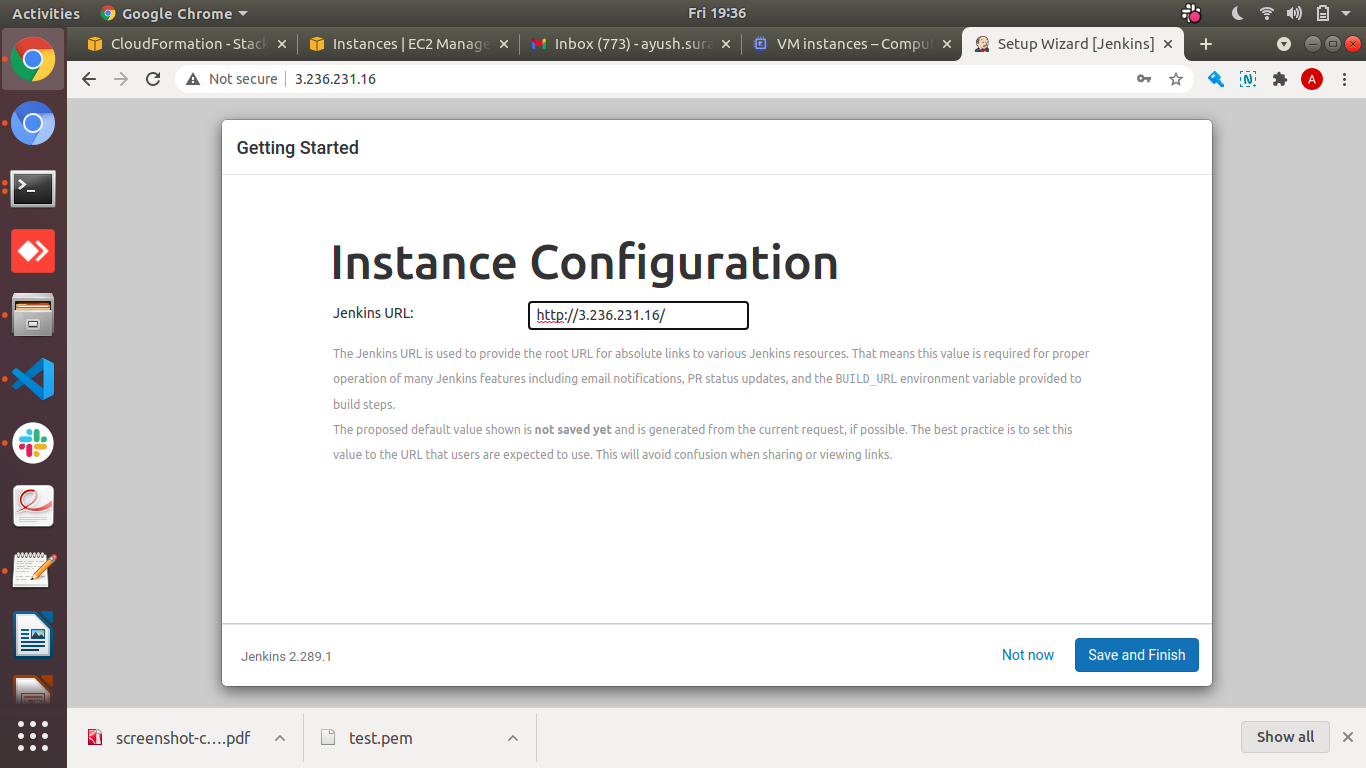 Activities
Google Chrome
Fri 19:36
CloudFormation - Stack
Instances | EC2 Manage
Inbox (773) - ayush.sura
VM instances – Comput
Setup Wizard [Jenkins]
Not secure
3.236.231.16
A
Getting Started
Instance Configuration
Jenkins URL:
http://3.236.231.16/
The Jenkins URL is used to provide the root URL for absolute links to various Jenkins resources. That means this value is required for proper
operation of many Jenkins features including email notifications, PR status updates, and the BUILD_URL environment variable provided to
build steps.
The proposed default value shown is not saved yet and is generated from the current request, if possible. The best practice is to set this
value to the URL that users are expected to use. This will avoid confusion when sharing or viewing links.
Jenkins 2.289.1
Not now
Save and Finish
screenshot-c....pdf
test.pem
Show all